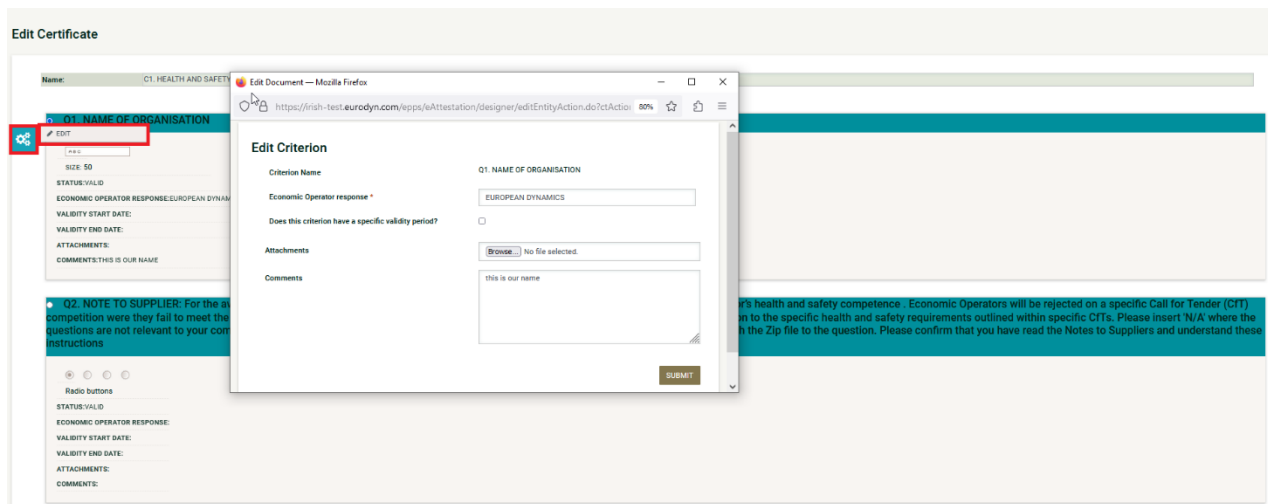 Edit Certificate
Name: C1. HEALTH AND SAFETY
Edit Document — Mozilla Firefox
https://irish-test.eurodyn.com/epps/eAttestation/designer/editEntityAction.do?ctActio 80%
Q1. NAME OF ORGANISATION
EDIT
ABC
SIZE: 50
STATUS:VALID
ECONOMIC OPERATOR RESPONSE:EUROPEAN DYNAM
VALIDITY START DATE:
VALIDITY END DATE:
ATTACHMENTS:
COMMENTS:THIS IS OUR NAME
Edit Criterion
Criterion Name Q1. NAME OF ORGANISATION
Economic Operator response * EUROPEAN DYNAMICS
Does this criterion have a specific validity period?
Attachments Browse... No file selected.
Comments this is our name
SUBMIT
Q2. NOTE TO SUPPLIER: For the av r's health and safety competence . Economic Operators will be rejected on a specific Call for Tender (CfT)
competition were they fail to meet the on to the specific health and safety requirements outlined within specific CfTs. Please insert 'N/A' where the
questions are not relevant to your com h the Zip file to the question. Please confirm that you have read the Notes to Suppliers and understand these
instructions
Radio buttons
STATUS:VALID
ECONOMIC OPERATOR RESPONSE:
VALIDITY START DATE:
VALIDITY END DATE:
ATTACHMENTS:
COMMENTS: